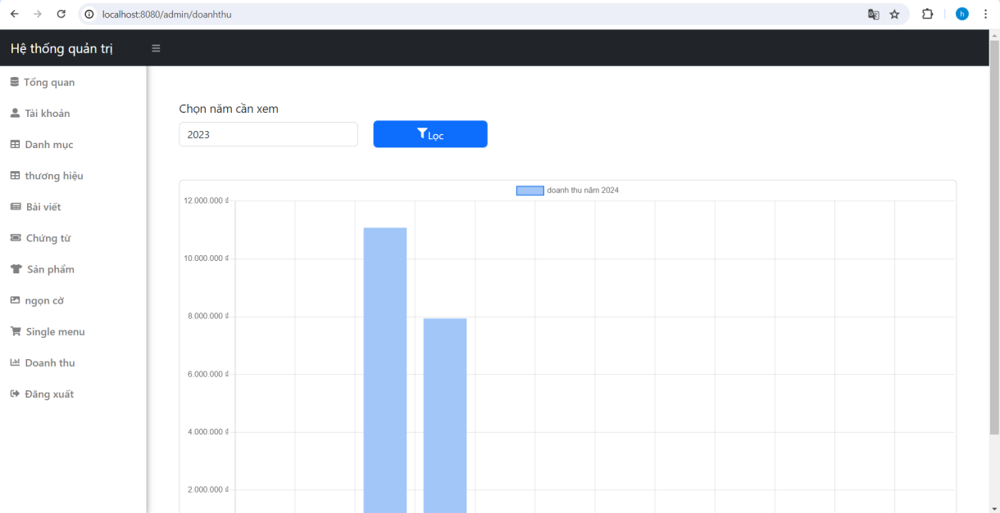 localhost:8080/admin/doanhthu
h
Hệ thống quản trị
Tổng quan
Tài khoản
Danh mục
thương hiệu
Bài viết
Chứng từ
Sản phẩm
ngọn cờ
Single menu
Doanh thu
Đăng xuất
Chọn năm cần xem
2023
Lọc
doanh thu năm 2024
12.000.000 ₫
10.000.000 ₫
8.000.000 ₫
6.000.000 ₫
4.000.000 ₫
2.000.000 ₫